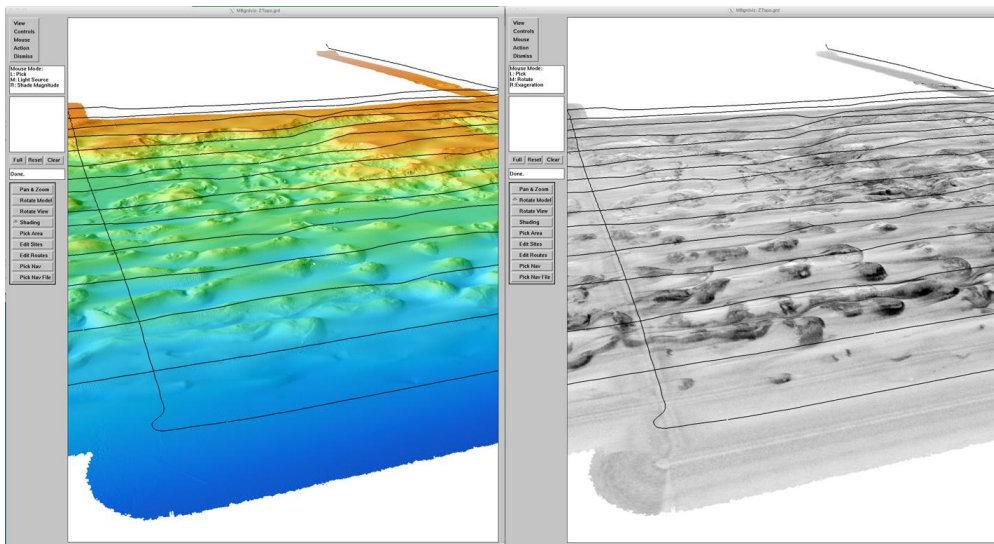 MBgrdviz: ZTopo.grd
View
Controls
Mouse
Action
Dismiss
Mouse Mode:
L: Pick
M: Light Source
R: Shade Magnitude
Full Reset Clear
Done.
Pan & Zoom
Rotate Model
Rotate View
Shading
Pick Area
Edit Sites
Edit Routes
Pick Nav
Pick Nav File
View
Controls
Mouse
Action
Dismiss
Mouse Mode:
L: Pick
M: Rotate
R:Exageration
Full Reset Clear
Done.
Pan & Zoom
Rotate Model
Rotate View
Shading
Pick Area
Edit Sites
Edit Routes
Pick Nav
Pick Nav File